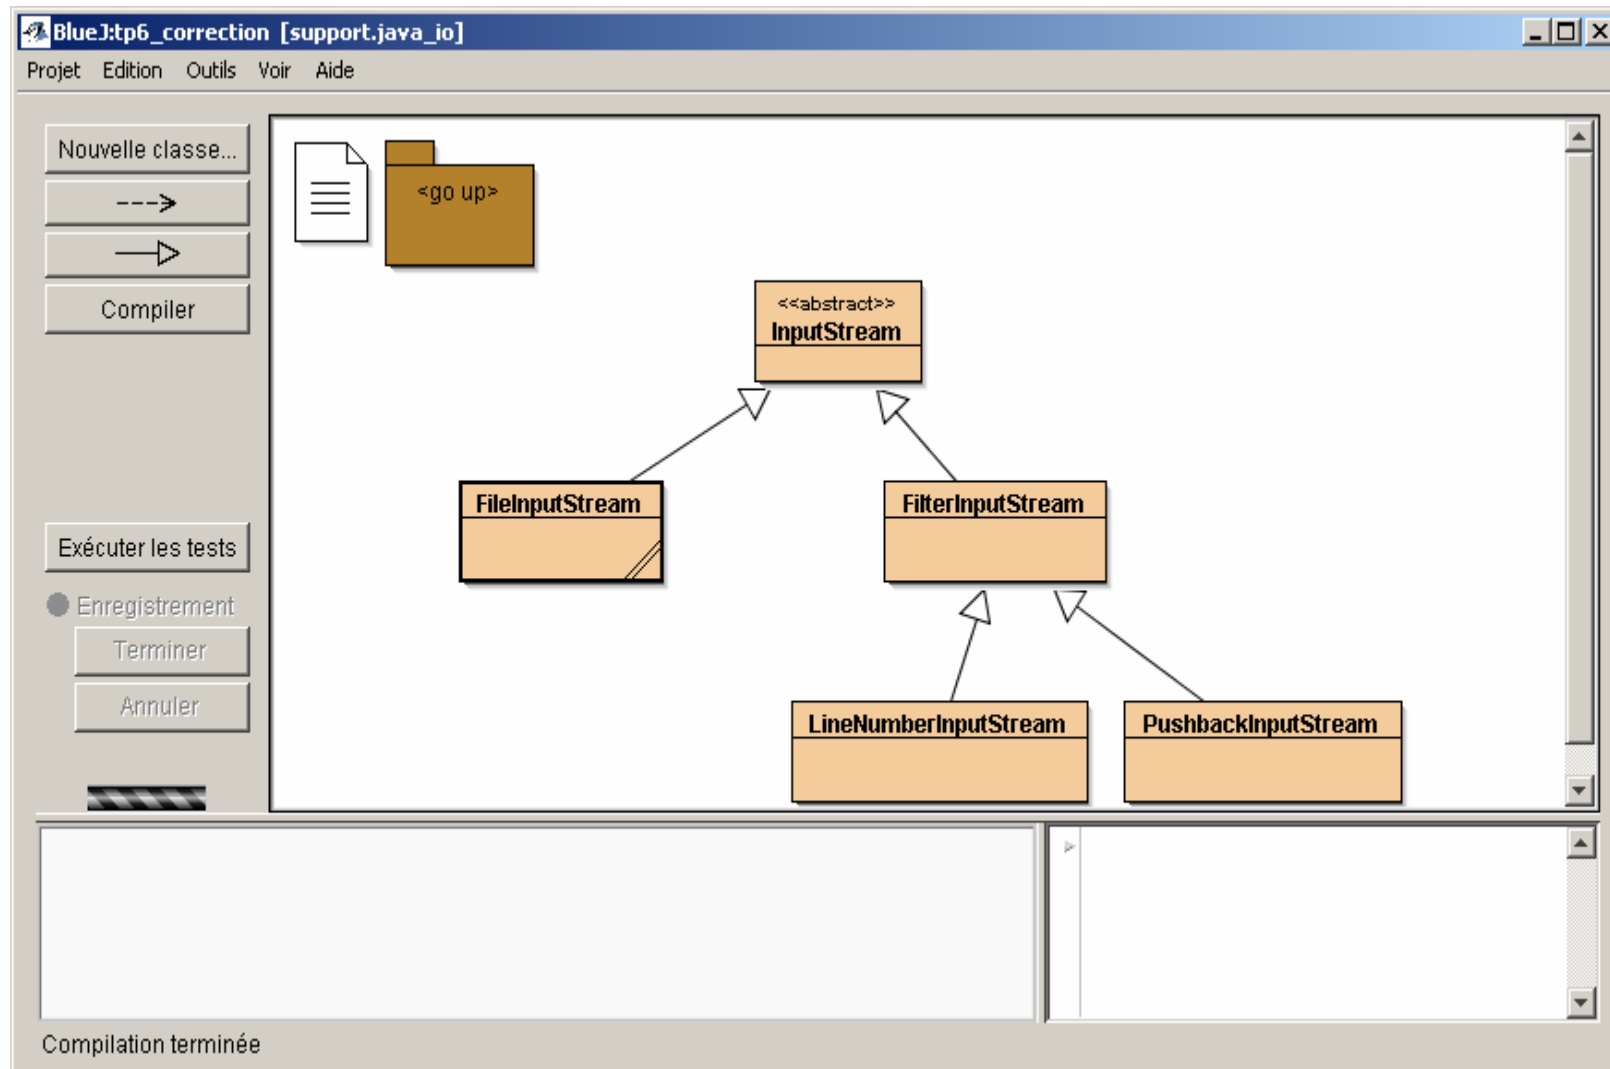 BlueJ:tp6_correction [support.java_io]
Projet Edition Outils Voir Aide
Nouvelle classe...
Compiler
Exécuter les tests
Enregistrement
Terminer
Annuler
<go up>
<<abstract>>
InputStream
FileInputStream
FilterInputStream
LineNumberInputStream
PushbackInputStream
Compilation terminée